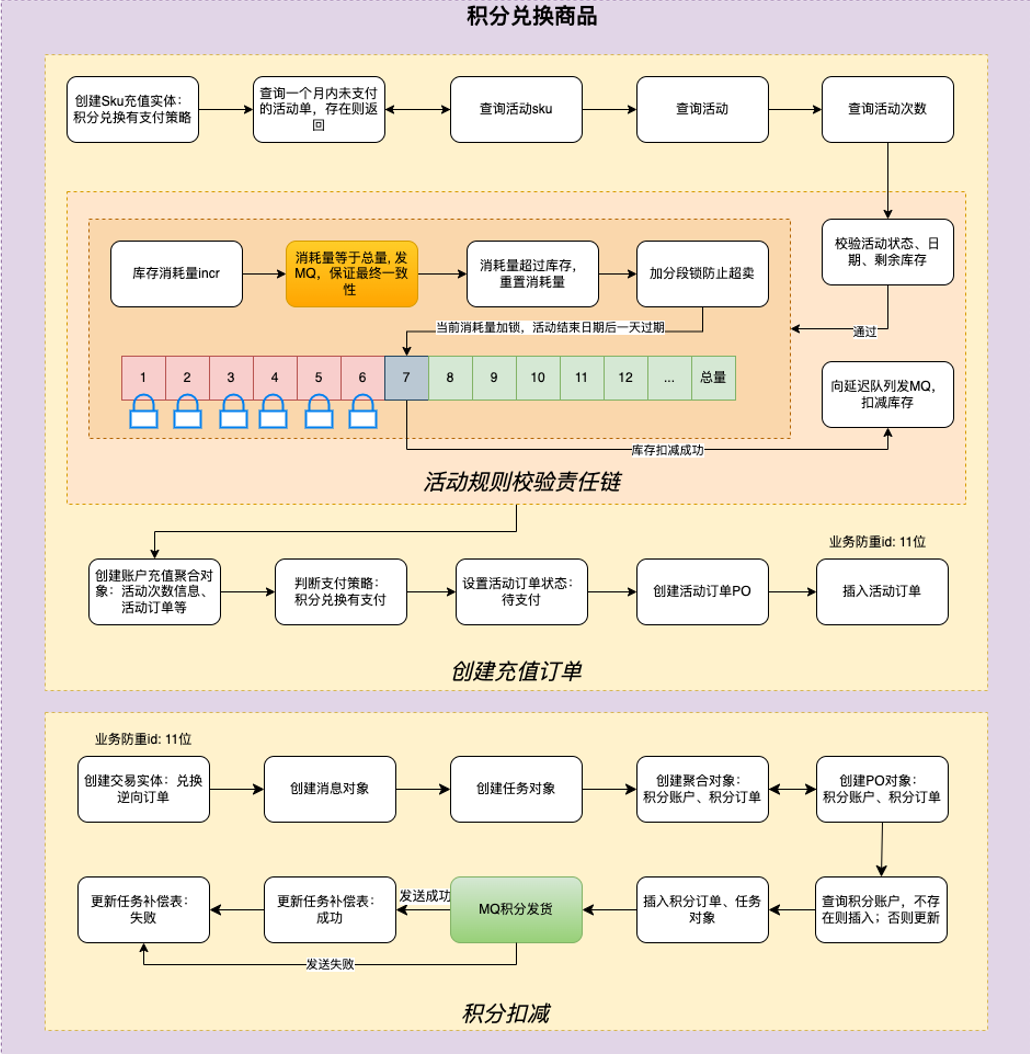 积分兑换商品
创建Sku充值实体：
积分兑换有支付策略
查询一个月内未支付
的活动单，存在则返
回
查询活动sku
查询活动
查询活动次数
校验活动状态、日
期、剩余库存
通过
库存消耗量incr
消耗量等于总量, 发
MQ，保证最终一致
性
消耗量超过库存，
重置消耗量
加分段锁防止超卖
当前消耗量加锁，活动结束日期后一天过期
1 2 3 4 5 6 7 8 9 10 11 12 ... 总量
向延迟队列发MQ，
扣减库存
库存扣减成功
活动规则校验责任链
业务防重id: 11位
创建账户充值聚合对
象：活动次数信息、
活动订单等
判断支付策略：
积分兑换有支付
设置活动订单状态：
待支付
创建活动订单PO
插入活动订单
创建充值订单
业务防重id: 11位
创建交易实体：兑换
逆向订单
创建消息对象
创建任务对象
创建聚合对象：
积分账户、积分订单
创建PO对象：
积分账户、积分订单
更新任务补偿表：
失败
更新任务补偿表：
成功
发送成功
MQ积分发货
插入积分订单、任务
对象
查询积分账户，不存
在则插入；否则更新
发送失败
积分扣减